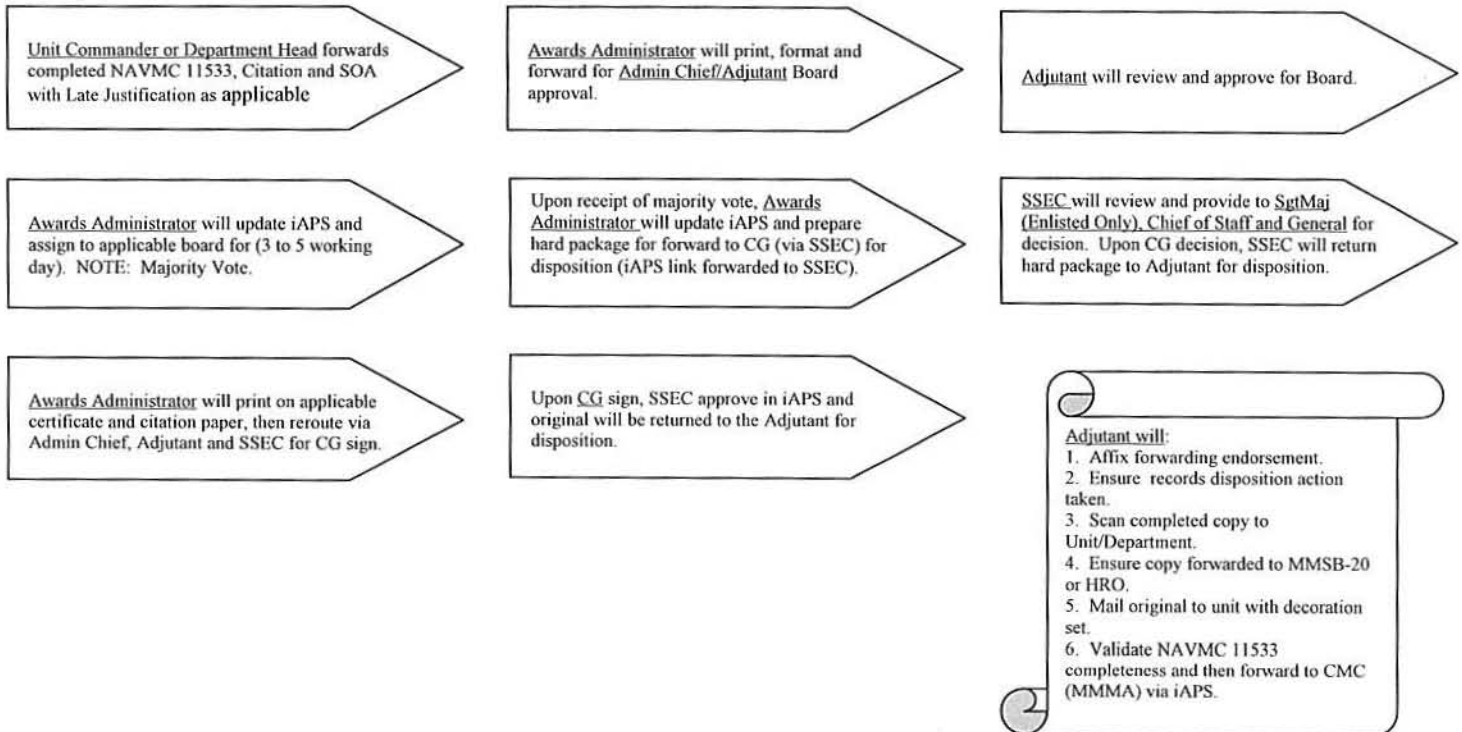 Unit Commander or Department Head forwards
completed NAVMC 11533, Citation and SOA
with Late Justification as applicable
Awards Administrator will print, format and
forward for Admin Chief/Adjutant Board
approval.
Adjutant will review and approve for Board.
Awards Administrator will update iAPS and
assign to applicable board for (3 to 5 working
day). NOTE: Majority Vote.
Upon receipt of majority vote, Awards
Administrator will update iAPS and prepare
hard package for forward to CG (via SSEC) for
disposition (iAPS link forwarded to SSEC).
SSEC will review and provide to SgtMaj
(Enlisted Only), Chief of Staff and General for
decision. Upon CG decision, SSEC will return
hard package to Adjutant for disposition.
Awards Administrator will print on applicable
certificate and citation paper, then reroute via
Admin Chief, Adjutant and SSEC for CG sign.
Upon CG sign, SSEC approve in iAPS and
original will be returned to the Adjutant for
disposition.
Adjutant will:
1. Affix forwarding endorsement.
2. Ensure records disposition action
taken.
3. Scan completed copy to
Unit/Department.
4. Ensure copy forwarded to MMSB-20
or HRO.
5. Mail original to unit with decoration
set.
6. Validate NAVMC 11533
completeness and then forward to CMC
(MMMA) via iAPS.